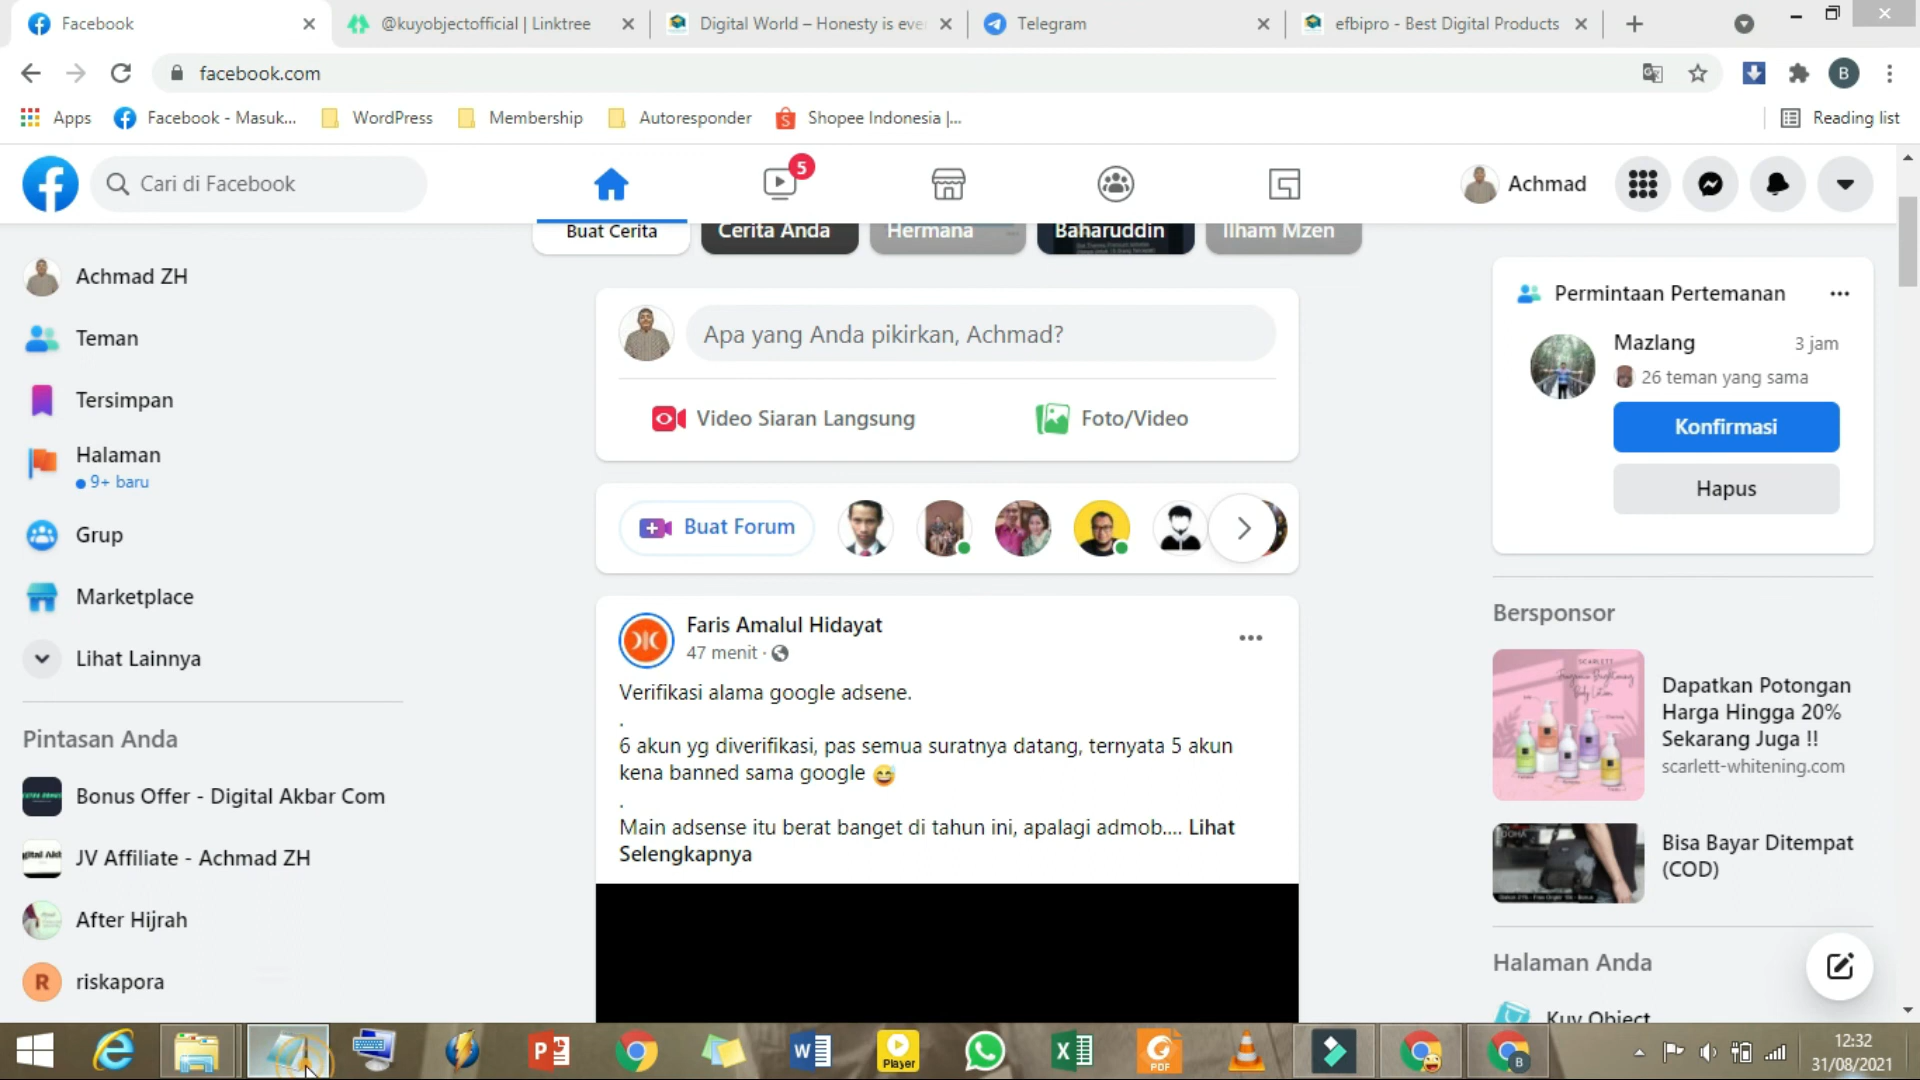 Facebook
@kuyobjectofficial | Linktree
Digital World – Honesty is eve
Telegram
efbipro - Best Digital Products
facebook.com
B
Apps
Facebook - Masuk...
WordPress
Membership
Autoresponder
Shopee Indonesia |...
Reading list
Cari di Facebook
5
Achmad
Buat Cerita
Cerita Anda
Hermana
Baharuddin
Ilham Mzen
Achmad ZH
Teman
Tersimpan
Halaman
9+ baru
Grup
Marketplace
Lihat Lainnya
Pintasan Anda
Bonus Offer - Digital Akbar Com
JV Affiliate - Achmad ZH
After Hijrah
R
riskapora
Apa yang Anda pikirkan, Achmad?
Video Siaran Langsung
Foto/Video
Buat Forum
Faris Amalul Hidayat
47 menit ·
Verifikasi alama google adsene.
.
6 akun yg diverifikasi, pas semua suratnya datang, ternyata 5 akun
kena banned sama google 😅
.
Main adsense itu berat banget di tahun ini, apalagi admob.... Lihat
Selengkapnya
Permintaan Pertemanan
Mazlang
3 jam
26 teman yang sama
Konfirmasi
Hapus
Bersponsor
SCARLETT
Dapatkan Potongan
Harga Hingga 20%
Sekarang Juga !!
scarlett-whitening.com
Bisa Bayar Ditempat
(COD)
Halaman Anda
Kuy Object
Player
PDF
B
12:32
31/08/2021